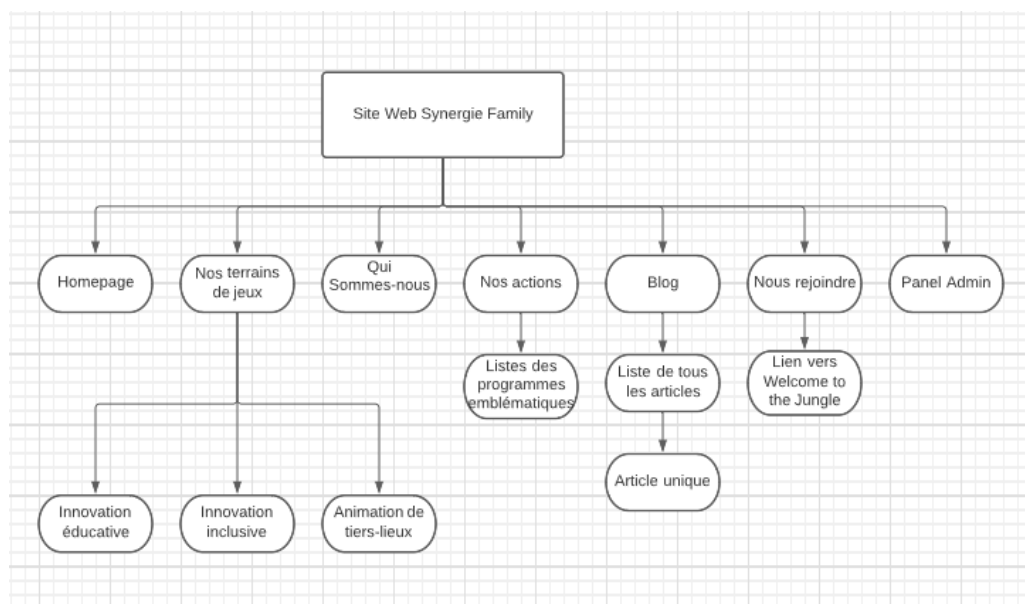 Site Web Synergie Family
Homepage
Nos terrains
de jeux
Qui
Sommes-nous
Nos actions
Blog
Nous rejoindre
Panel Admin
Listes des
programmes
emblématiques
Liste de tous
les articles
Lien vers
Welcome to
the Jungle
Article unique
Innovation
éducative
Innovation
inclusive
Animation de
tiers-lieux